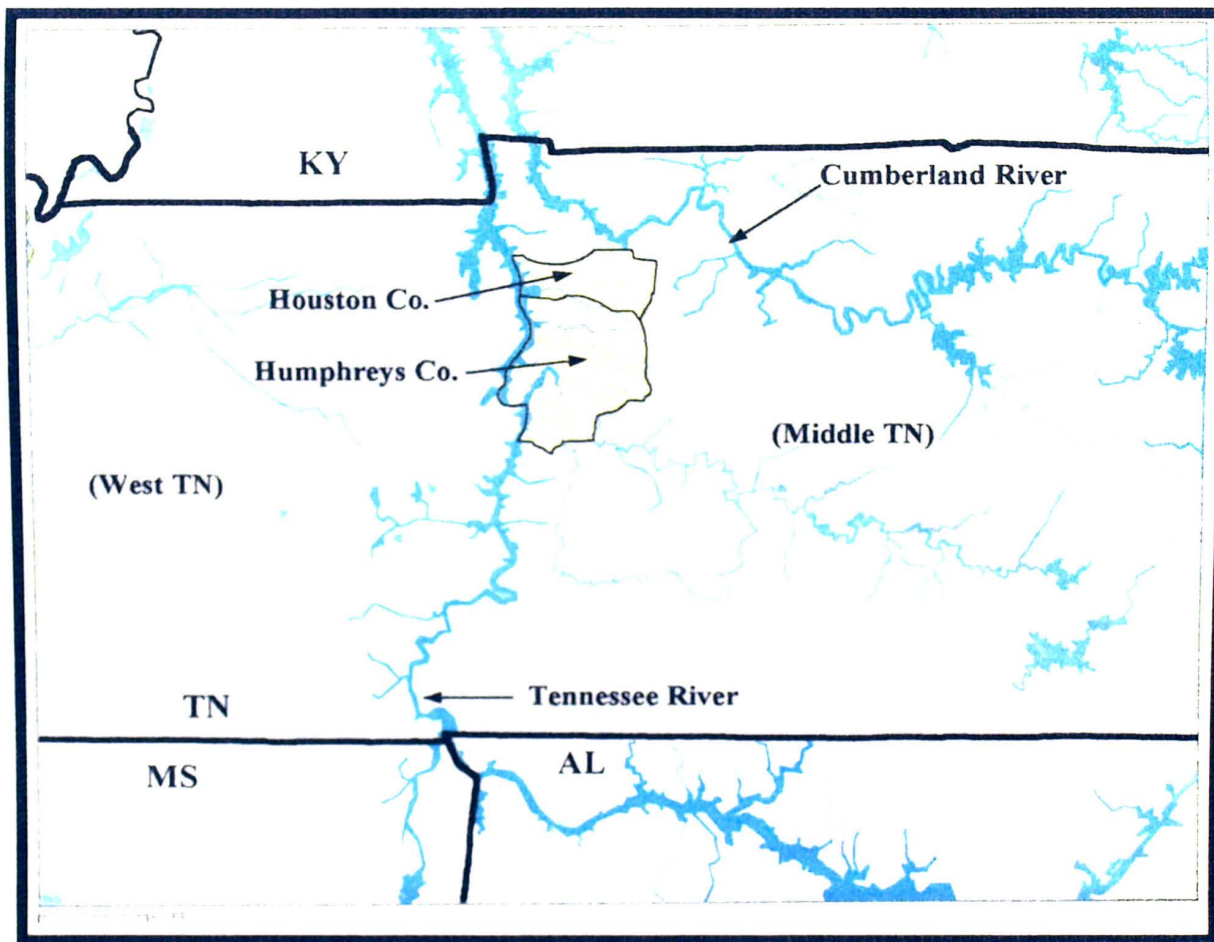 KY
Cumberland River
Houston Co.
Humphreys Co.
(Middle TN)
(West TN)
TN
Tennessee River
MS
AL